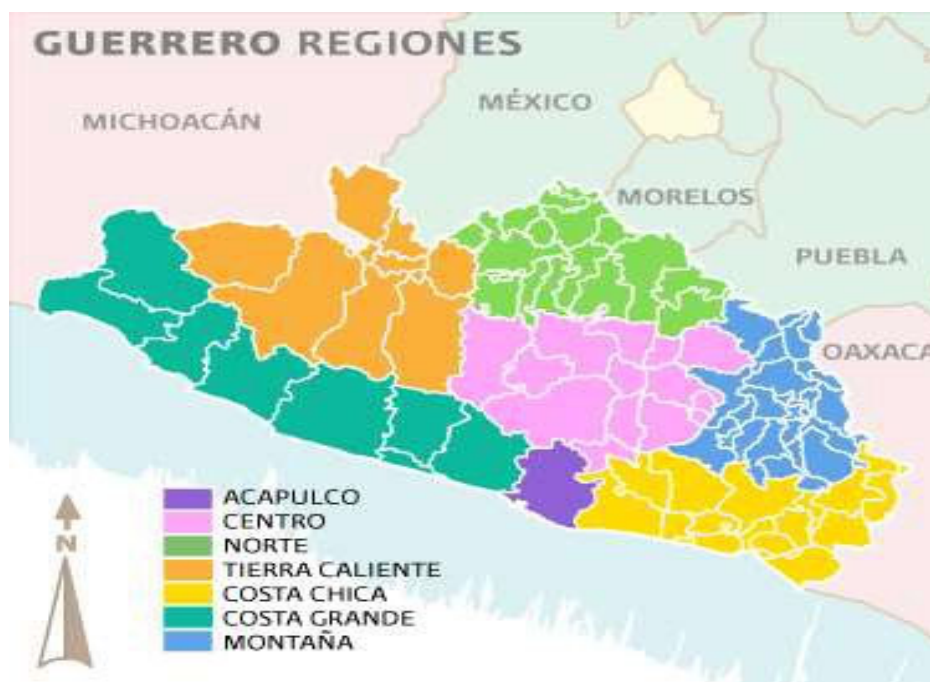 GUERRERO REGIONES
MÉXICO
MICHOACÁN
MORELOS
PUEBLA
OAXACA
ACAPULCO
CENTRO
NORTE
TIERRA CALIENTE
COSTA CHICA
COSTA GRANDE
MONTAÑA
N